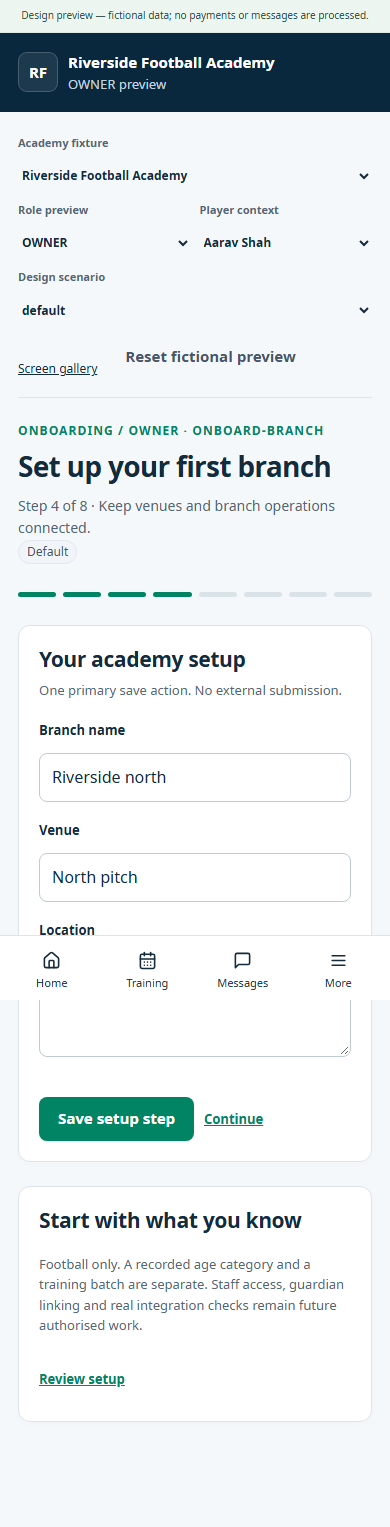 Design preview — fictional data; no payments or messages are processed.
RF
Riverside Football Academy
OWNER preview
Academy fixture
Riverside Football Academy
Role preview
Player context
OWNER
Aarav Shah
Design scenario
default
Screen gallery
Reset fictional preview
ONBOARDING / OWNER · ONBOARD-BRANCH
Set up your first branch
Step 4 of 8 · Keep venues and branch operations
connected.
Default
Your academy setup
One primary save action. No external submission.
Branch name
Riverside north
Venue
North pitch
Location
Home
Training
Messages
More
Save setup step
Continue
Start with what you know
Football only. A recorded age category and a
training batch are separate. Staff access, guardian
linking and real integration checks remain future
authorised work.
Review setup